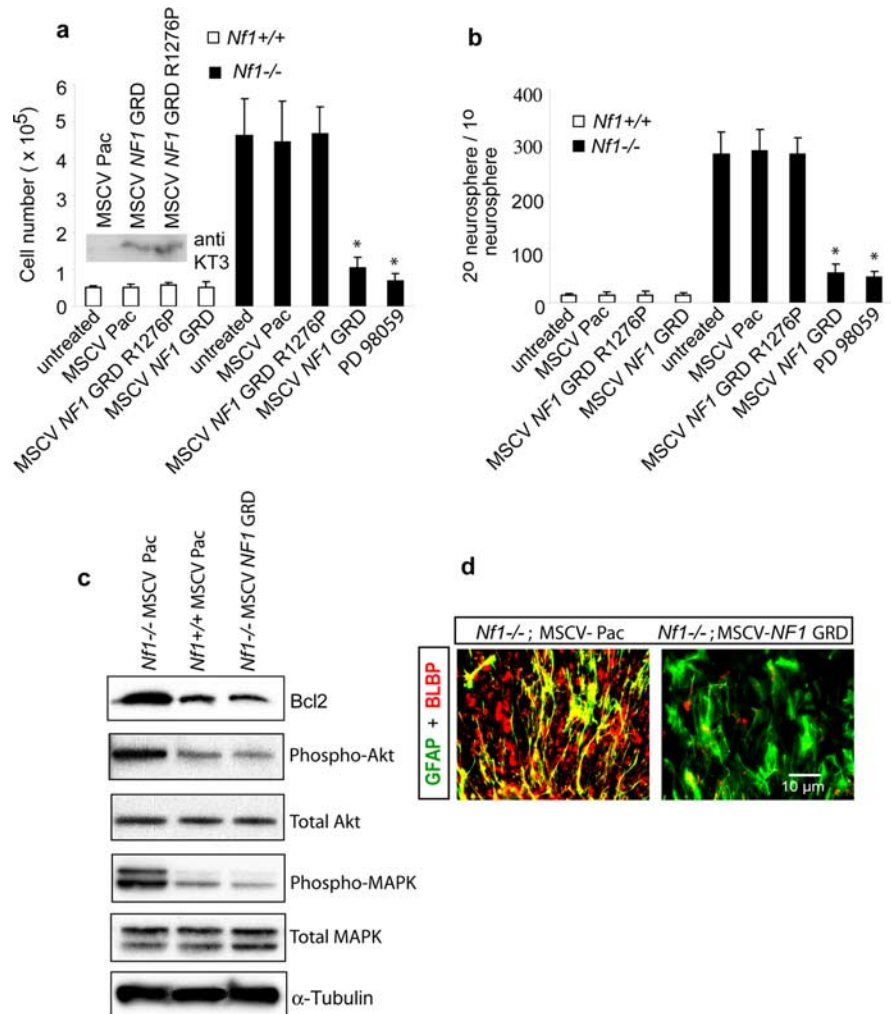 a
MSCV Pac
MSCV NF1 GRD
MSCV NF1 GRD R1276P
Nf1+/+
Nf1-/-
Cell number ( x 10⁵)
6
5
4
3
2
1
0
anti
KT3
*
*
untreated
MSCV Pac
MSCV NF1 GRD R1276P
MSCV NF1 GRD
untreated
MSCV Pac
MSCV NF1 GRD R1276P
MSCV NF1 GRD
PD 98059
b
Nf1+/+
Nf1-/-
2º neurosphere / 1º
neurosphere
400
300
200
100
0
*
*
untreated
MSCV Pac
MSCV NF1 GRD R1276P
MSCV NF1 GRD
untreated
MSCV Pac
MSCV NF1 GRD R1276P
MSCV NF1 GRD
PD 98059
c
Nf1-/- MSCV Pac
Nf1+/+ MSCV Pac
Nf1-/- MSCV NF1 GRD
Bcl2
Phospho-Akt
Total Akt
Phospho-MAPK
Total MAPK
α-Tubulin
d
Nf1-/- ; MSCV- Pac
Nf1-/-; MSCV-NF1 GRD
GFAP + BLBP
10 µm